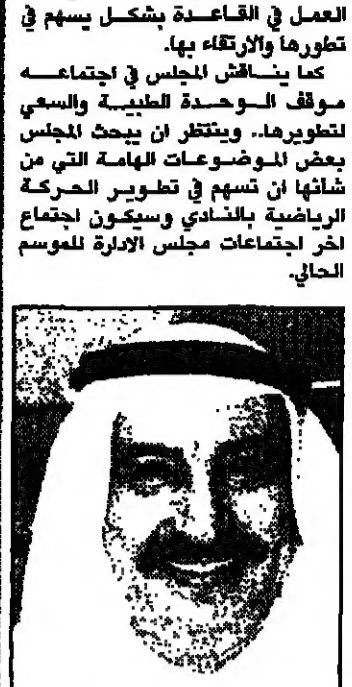 العمل في القاعدة بشكل يسهم في
تطورها والارتقاء بها.
كما يناقش المجلس في اجتماعه
موقف الوحدة الطبية والسعي
لتطويرها.. وينتظر ان يبحث المجلس
بعض الموضوعات الهامة التي من
شأنها ان تسهم في تطوير الحركة
الرياضية بالنادي وسيكون اجتماع
اخر اجتماعات مجلس الادارة للموسم
الحالي.